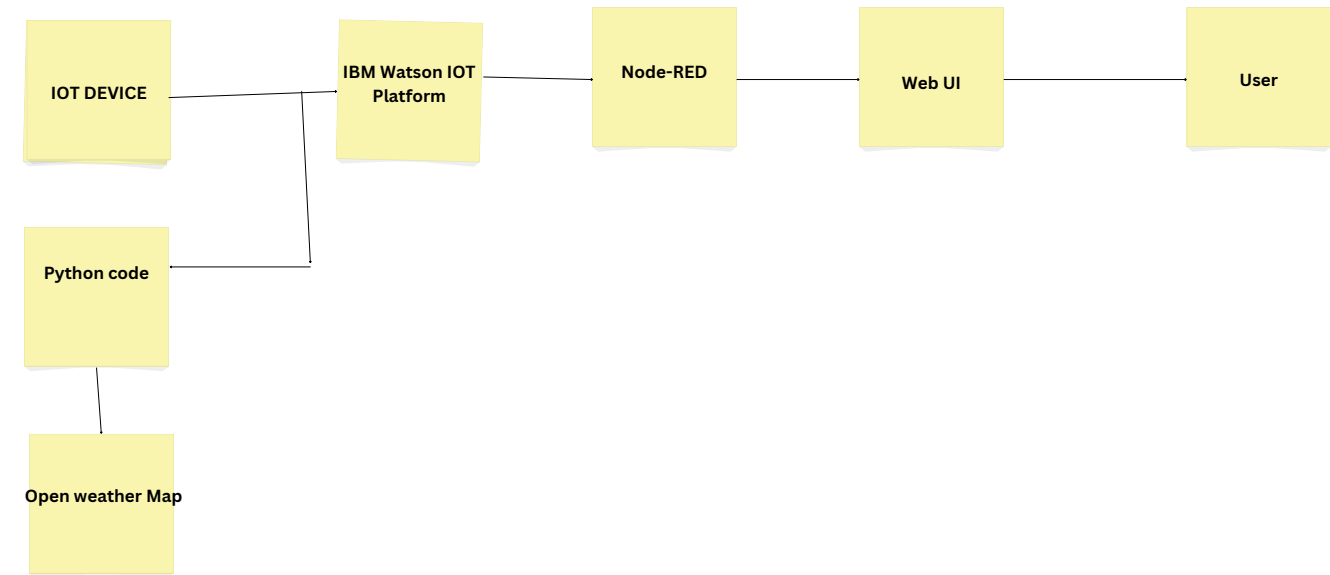 IOT DEVICE
IBM Watson IOT
Platform
Node-RED
Web UI
User
Python code
Open weather Map